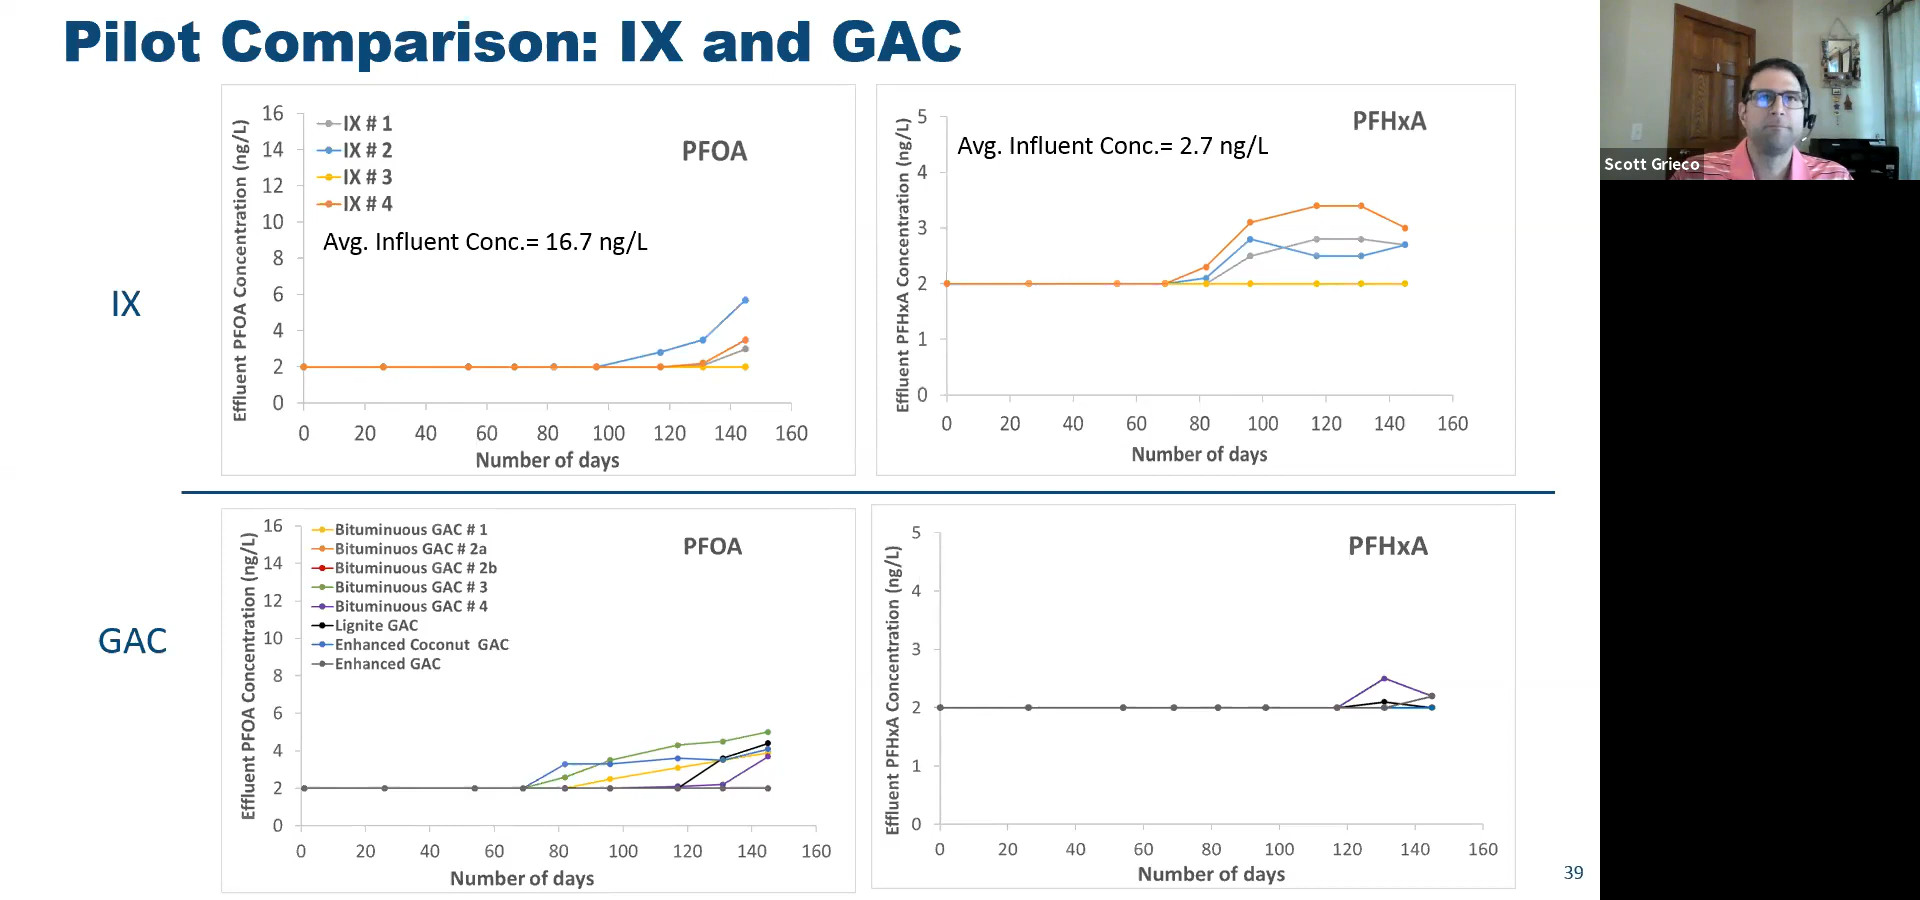 Pilot Comparison: IX and GAC
IX
Effluent PFOA Concentration (ng/L)
16
14
12
10
8
6
4
2
0
IX # 1
IX # 2
IX # 3
IX # 4
PFOA
Avg. Influent Conc.= 16.7 ng/L
0 20 40 60 80 100 120 140 160
Number of days
Effluent PFHxA Concentration (ng/L)
5
4
3
2
1
0
PFHxA
Avg. Influent Conc.= 2.7 ng/L
0 20 40 60 80 100 120 140 160
Number of days
GAC
Effluent PFOA Concentration (ng/L)
16
14
12
10
8
6
4
2
0
Bituminuous GAC # 1
Bituminuos GAC # 2a
Bituminuous GAC # 2b
Bituminuous GAC # 3
Bituminuous GAC # 4
Lignite GAC
Enhanced Coconut GAC
Enhanced GAC
PFOA
0 20 40 60 80 100 120 140 160
Number of days
Effluent PFHxA Concentration (ng/L)
5
4
3
2
1
0
PFHxA
0 20 40 60 80 100 120 140 160
Number of days
39
Scott Grieco